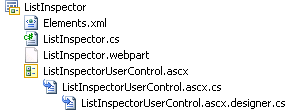 ListInspector
Elements.xml
ListInspector.cs
ListInspector.webpart
ListInspectorUserControl.ascx
ListInspectorUserControl.ascx.cs
ListInspectorUserControl.ascx.designer.cs